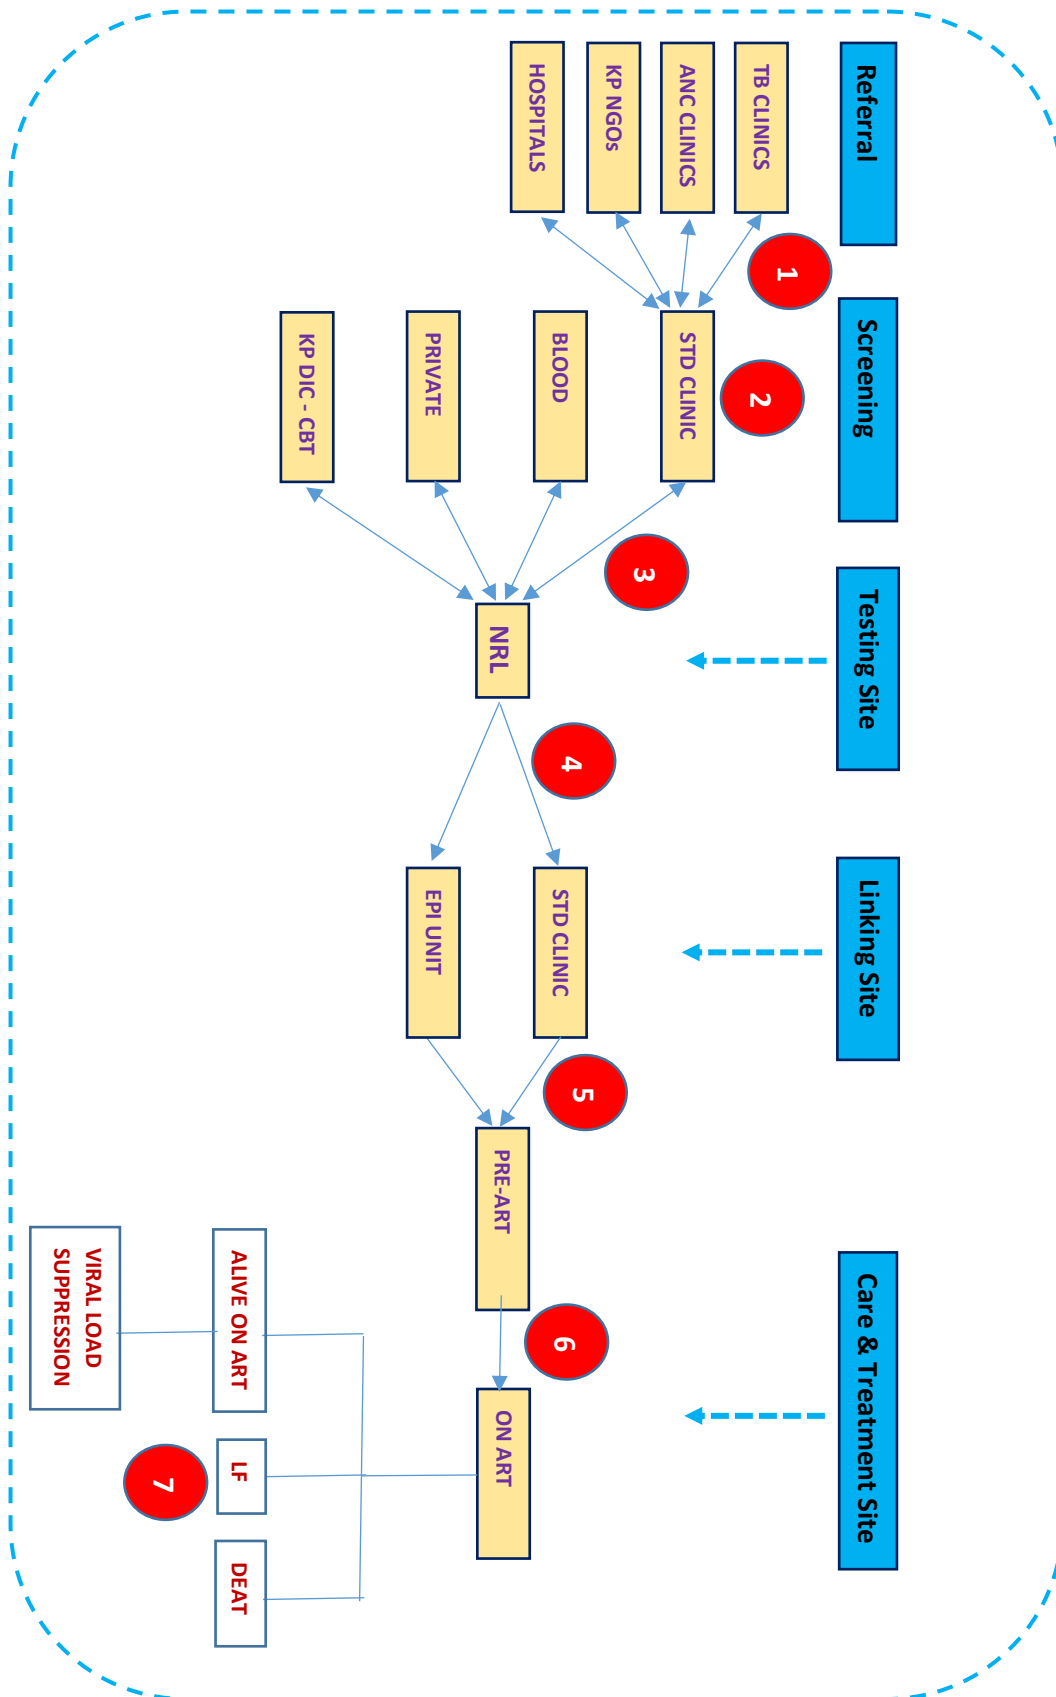 Referral
Screening
Testing Site
Linking Site
Care & Treatment Site
TB CLINICS
ANC CLINICS
KP NGOs
HOSPITALS
1
2
STD CLINIC
BLOOD
PRIVATE
KP DIC - CBT
3
NRL
4
STD CLINIC
EPI UNIT
5
PRE-ART
6
ON ART
ALIVE ON ART
LF
DEAT
7
VIRAL LOAD
SUPPRESSION